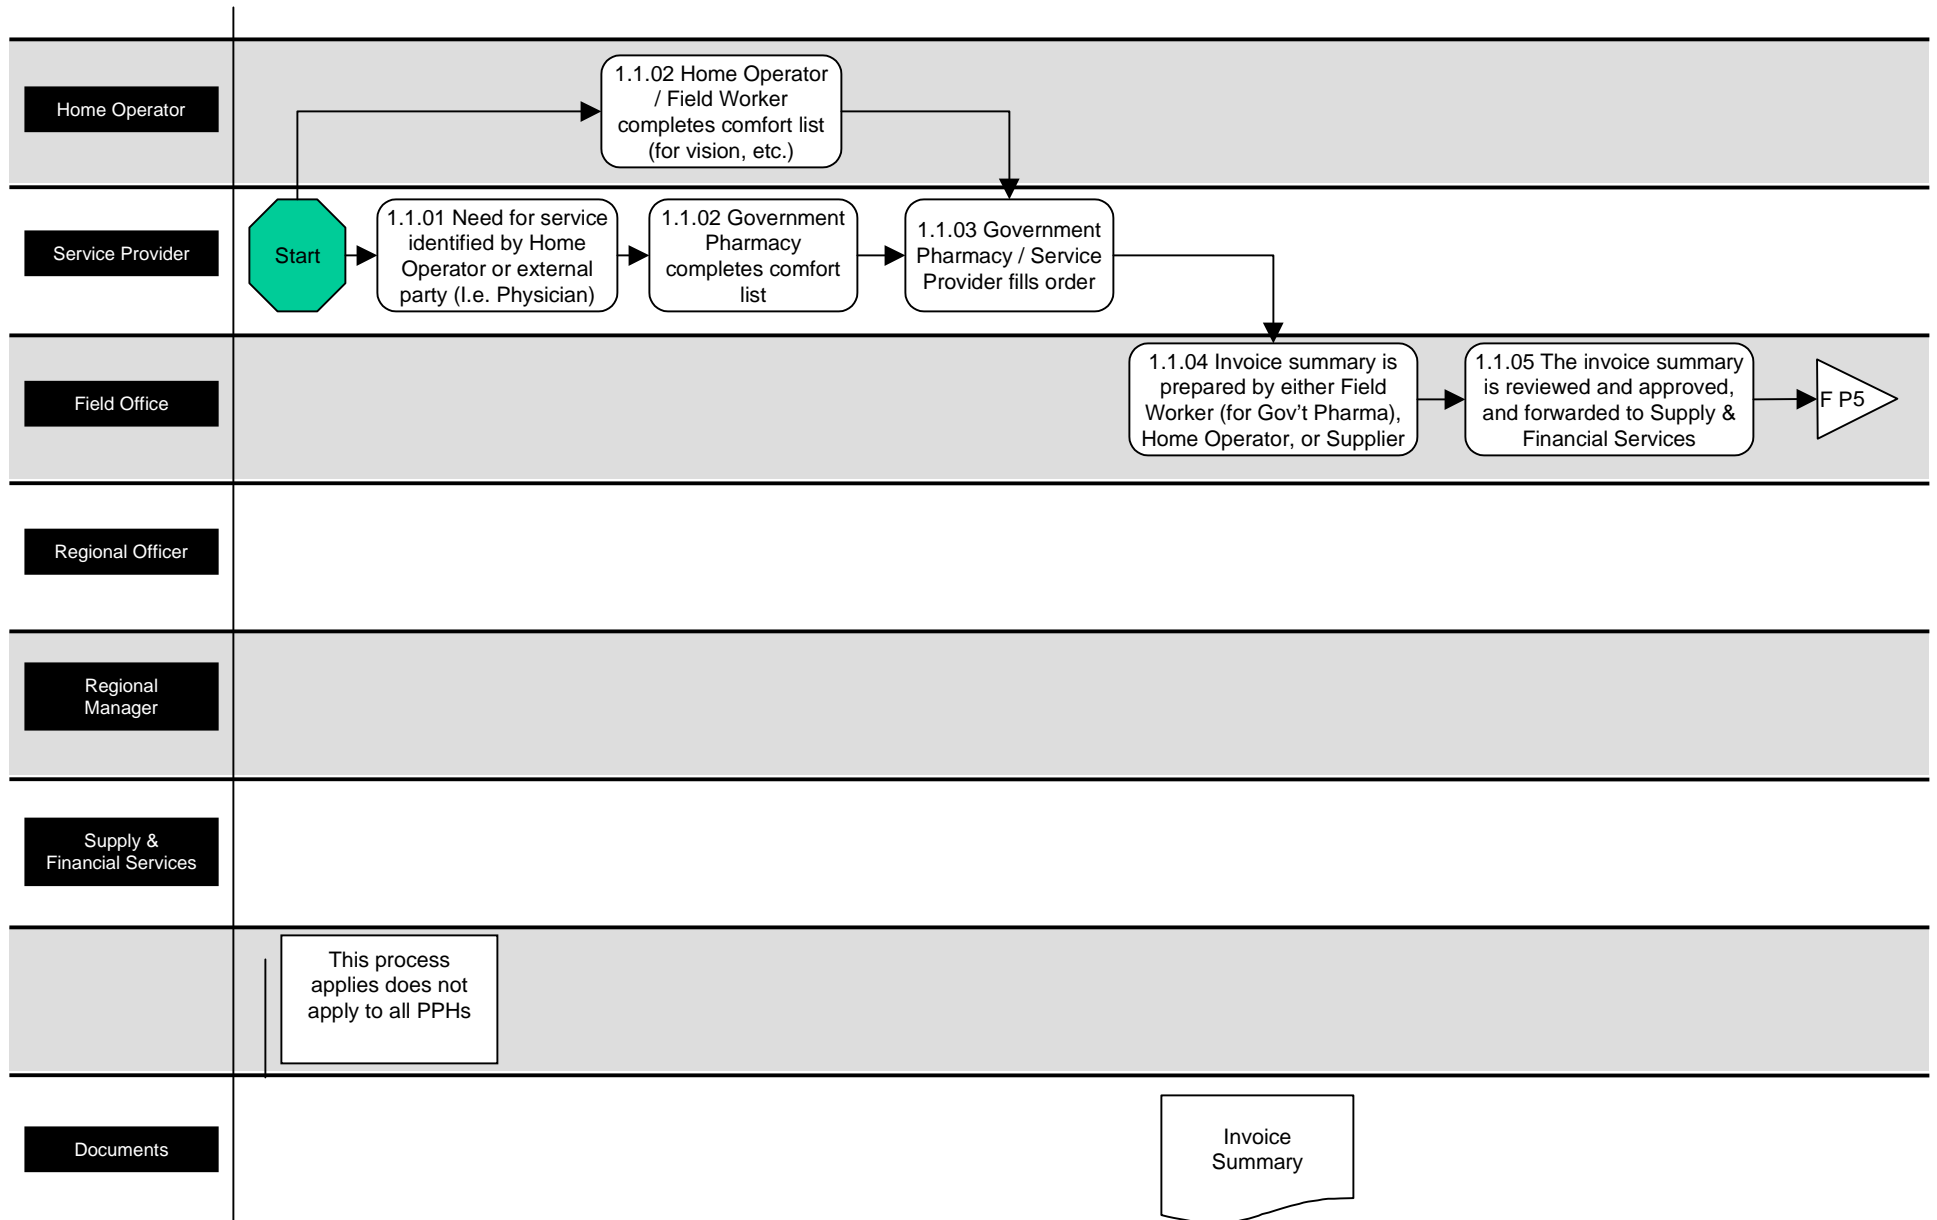 Home Operator
1.1.02 Home Operator
/ Field Worker
completes comfort list
(for vision, etc.)
Service Provider
Start
1.1.01 Need for service
identified by Home
Operator or external
party (I.e. Physician)
1.1.02 Government
Pharmacy
completes comfort
list
1.1.03 Government
Pharmacy / Service
Provider fills order
Field Office
1.1.04 Invoice summary is
prepared by either Field
Worker (for Gov't Pharma),
Home Operator, or Supplier
1.1.05 The invoice summary
is reviewed and approved,
and forwarded to Supply &
Financial Services
F P5
Regional Officer
Regional
Manager
Supply &
Financial Services
This process
applies does not
apply to all PPHs
Documents
Invoice
Summary